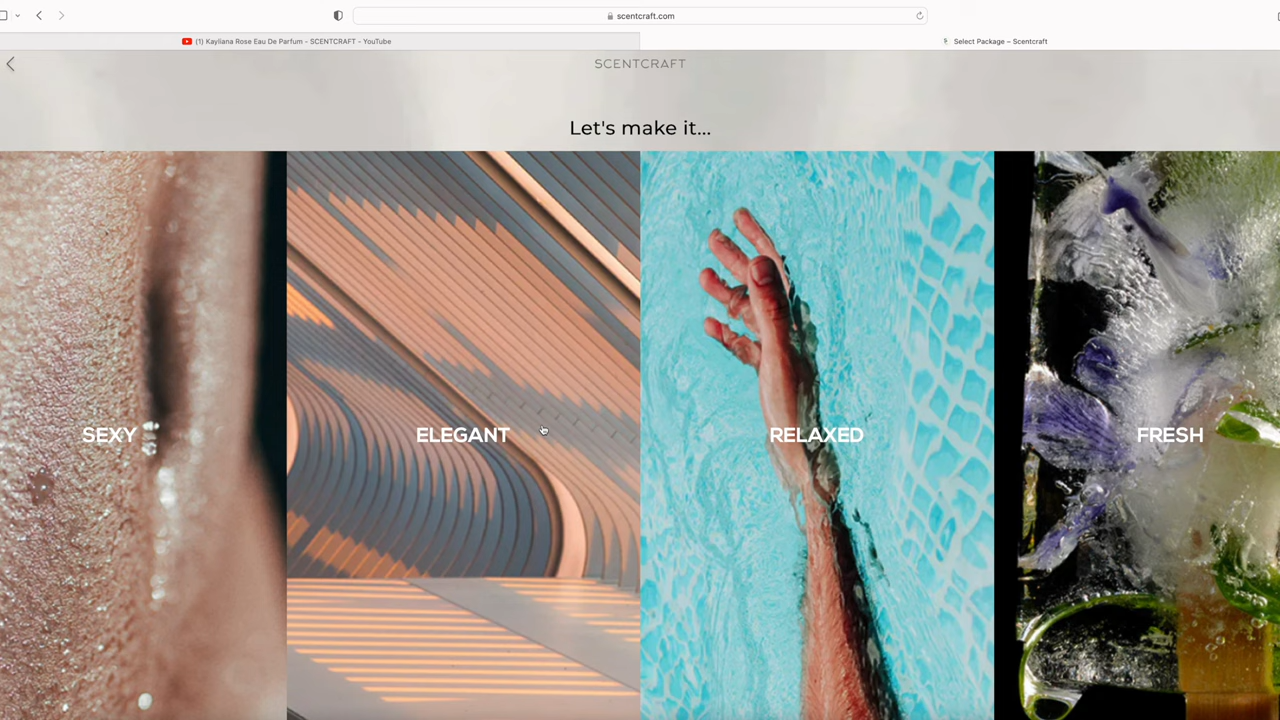 scentcraft.com
(1) Kayliana Rose Eau De Parfum - SCENTCRAFT - YouTube
Select Package – Scentcraft
SCENTCRAFT
Let's make it...
SEXY
ELEGANT
RELAXED
FRESH